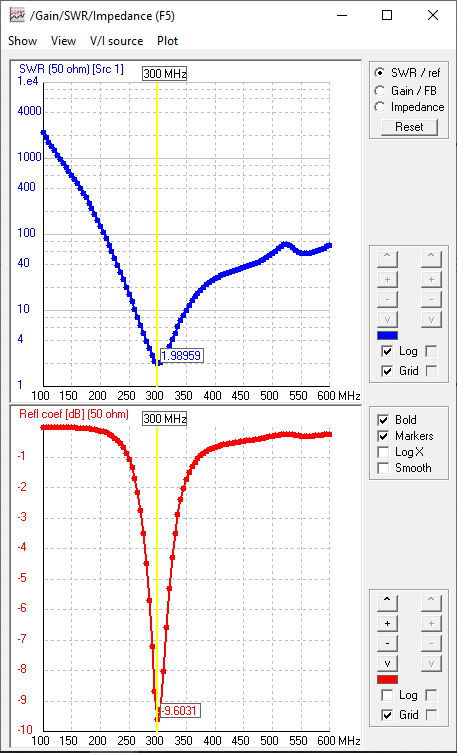 /Gain/SWR/Impedance (F5)
Show View V/I source Plot
SWR (50 ohm) [Src 1]
300 MHz
1.e4
4000
1000
400
100
40
10
4
1
1.98959
100 150 200 250 300 350 400 450 500 550 600 MHz
Refl coef [dB] (50 ohm)
300 MHz
-1
-2
-3
-4
-5
-6
-7
-8
-9
-10
-9.6031
100 150 200 250 300 350 400 450 500 550 600 MHz
SWR / ref
Gain / FB
Impedance
Reset
^ ^
+ +
- -
v v
Log
Grid
Bold
Markers
Log X
Smooth
^ ^
+ +
- -
v v
Log
Grid